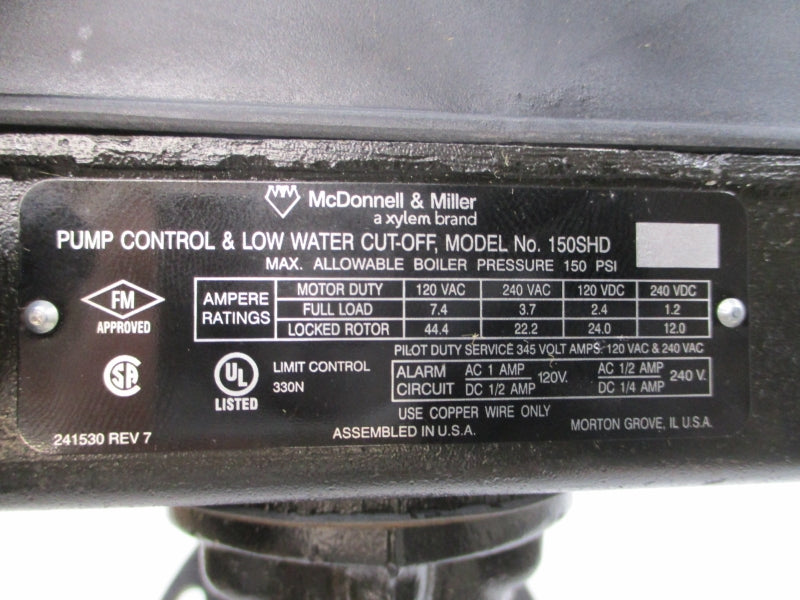 McDonnell & Miller
a xylem brand
PUMP CONTROL & LOW WATER CUT-OFF, MODEL No. 150SHD
MAX. ALLOWABLE BOILER PRESSURE 150 PSI
FM
APPROVED
AMPERE RATINGS
MOTOR DUTY 120 VAC 240 VAC 120 VDC 240 VDC
FULL LOAD 7.4 3.7 2.4 1.2
LOCKED ROTOR 44.4 22.2 24.0 12.0
PILOT DUTY SERVICE 345 VOLT AMPS. 120 VAC & 240 VAC
SA
UL
LISTED
LIMIT CONTROL
330N
ALARM CIRCUIT
AC 1 AMP
DC 1/2 AMP
120V.
AC 1/2 AMP
DC 1/4 AMP
240 V.
USE COPPER WIRE ONLY
241530 REV 7
ASSEMBLED IN U.S.A.
MORTON GROVE, IL U.S.A.